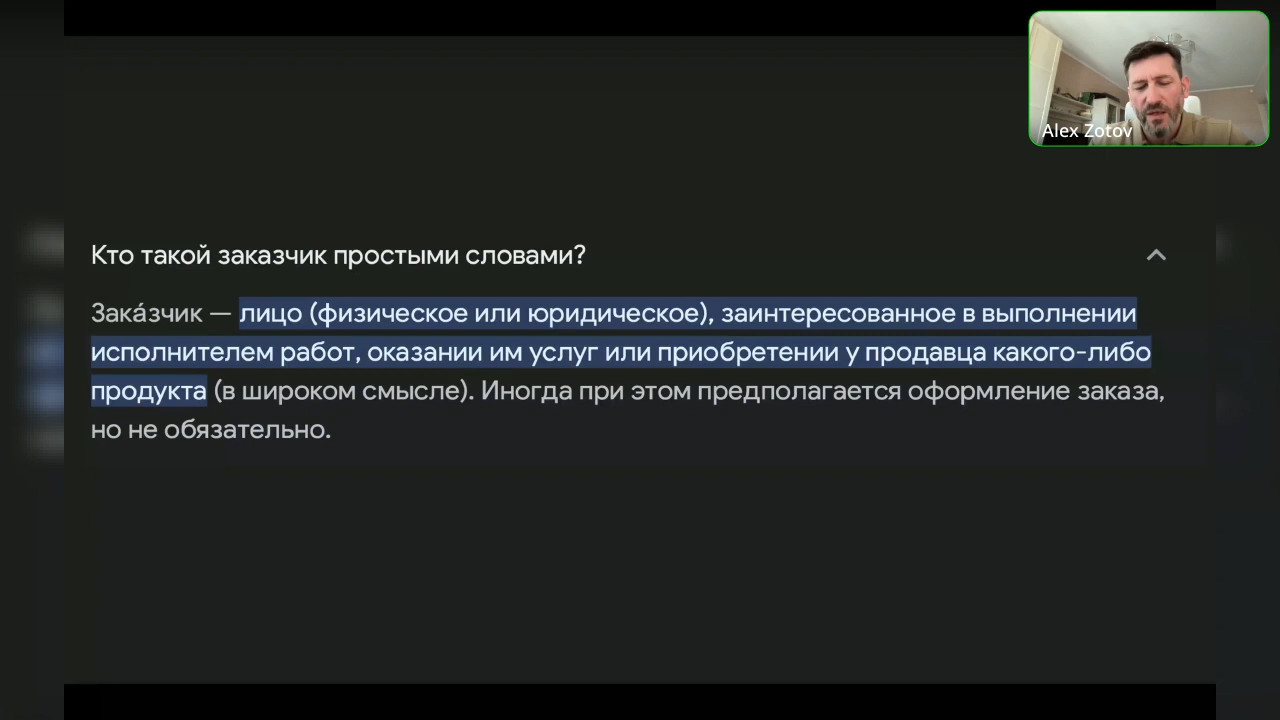 Alex Zotov
Кто такой заказчик простыми словами?
Зака́зчик — лицо (физическое или юридическое), заинтересованное в выполнении
исполнителем работ, оказании им услуг или приобретении у продавца какого-либо
продукта (в широком смысле). Иногда при этом предполагается оформление заказа,
но не обязательно.